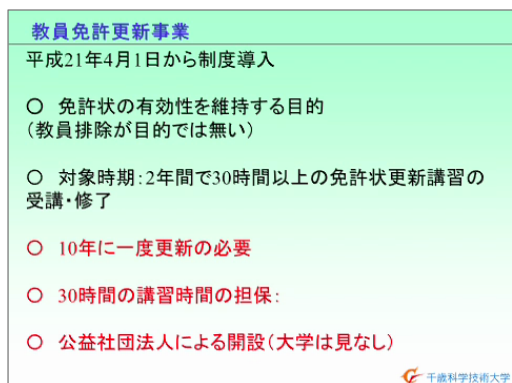 教員免許更新事業
平成21年4月1日から制度導入
○ 免許状の有効性を維持する目的
(教員排除が目的では無い)
○ 対象時期:2年間で30時間以上の免許状更新講習の
受講・修了
○ 10年に一度更新の必要
○ 30時間の講習時間の担保:
○ 公益社団法人による開設(大学は見なし)
千歳科学技術大学